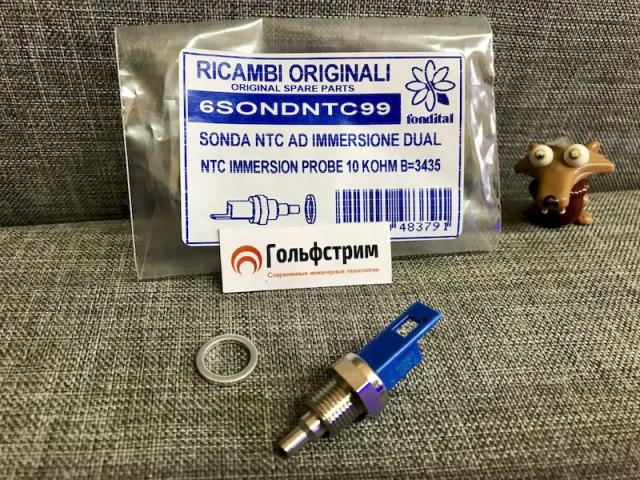 RICAMBI ORIGINALI
ORIGINAL SPARE PARTS
6SONDNTC99
fondital
SONDA NTC AD IMMERSIONE DUAL
NTC IMMERSION PROBE 10 KOHM B=3435
483791
Гольфстрим
Современные инженерные технологии